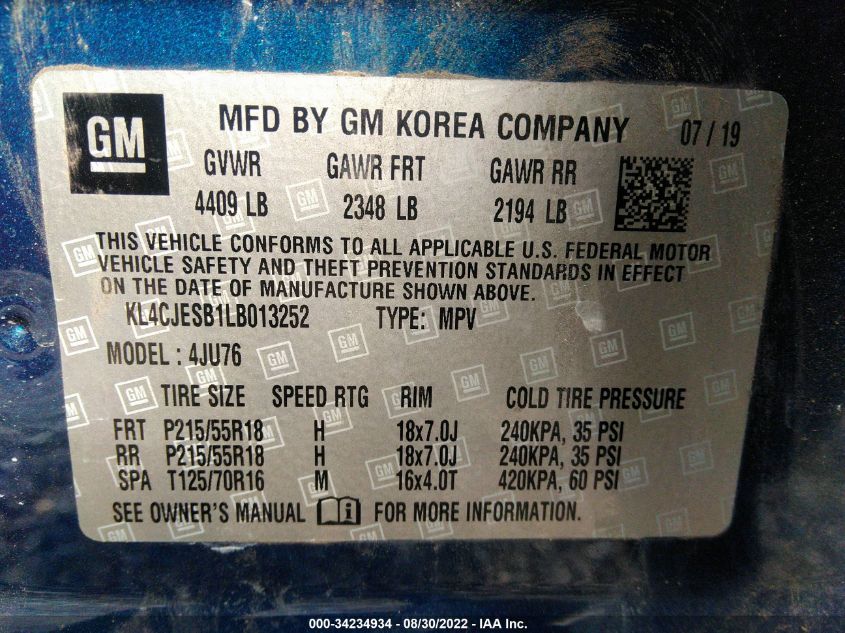 GM MFD BY GM KOREA COMPANY 07 / 19
GVWR GAWR FRT GAWR RR
4409 LB 2348 LB 2194 LB
THIS VEHICLE CONFORMS TO ALL APPLICABLE U.S. FEDERAL MOTOR
VEHICLE SAFETY AND THEFT PREVENTION STANDARDS IN EFFECT
ON THE DATE OF MANUFACTURE SHOWN ABOVE.
KL4CJESB1LB013252 TYPE: MPV
MODEL : 4JU76
TIRE SIZE SPEED RTG RIM COLD TIRE PRESSURE
FRT P215/55R18 H 18x7.0J 240KPA, 35 PSI
RR P215/55R18 H 18x7.0J 240KPA, 35 PSI
SPA T125/70R16 M 16x4.0T 420KPA, 60 PSI
SEE OWNER'S MANUAL FOR MORE INFORMATION.
000-34234934 - 08/30/2022 - IAA Inc.